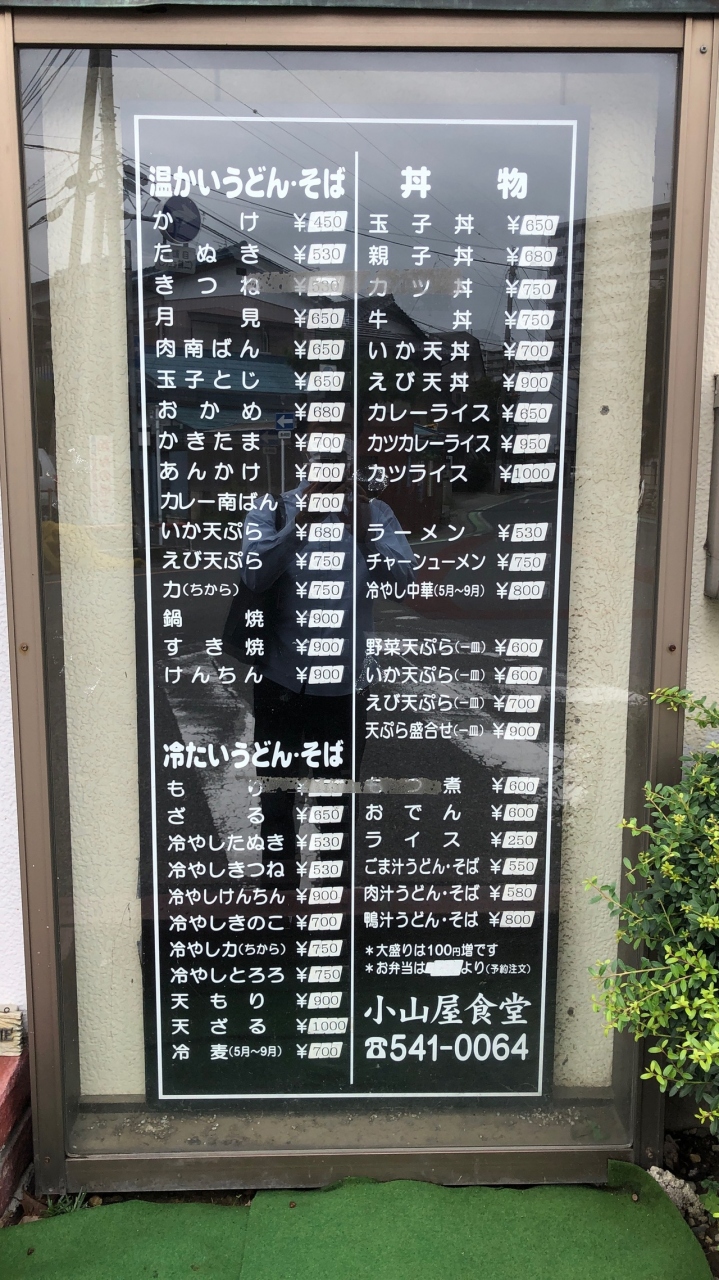 温かいうどん・そば
かけ ¥450
たぬき ¥530
きつね ¥530
月見 ¥650
肉南ばん ¥650
玉子とじ ¥650
おかめ ¥680
かきたま ¥700
あんかけ ¥700
カレー南ばん ¥700
いか天ぷら ¥680
えび天ぷら ¥750
力(ちから) ¥750
鍋焼 ¥900
すき焼 ¥900
けんちん ¥900
冷たいうどん・そば
もり ¥
ざる ¥650
冷やしたぬき ¥530
冷やしきつね ¥530
冷やしけんちん ¥900
冷やしきのこ ¥700
冷やし力(ちから) ¥750
冷やしとろろ ¥750
天もり ¥900
天ざる ¥1000
冷麦(5月〜9月) ¥700
丼物
玉子丼 ¥650
親子丼 ¥680
カツ丼 ¥750
牛丼 ¥750
いか天丼 ¥700
えび天丼 ¥900
カレーライス ¥650
カツカレーライス ¥950
カツライス ¥1000
ラーメン ¥530
チャーシューメン ¥750
冷やし中華(5月〜9月) ¥800
野菜天ぷら(一皿) ¥600
いか天ぷら(一皿) ¥600
えび天ぷら(一皿) ¥700
天ぷら盛合せ(一皿) ¥900
もつ煮 ¥600
おでん ¥600
ライス ¥250
ごま汁うどん・そば ¥550
肉汁うどん・そば ¥580
鴨汁うどん・そば ¥800
*大盛りは100円増です
*お弁当は より(予約注文)
小山屋食堂
☎541-0064